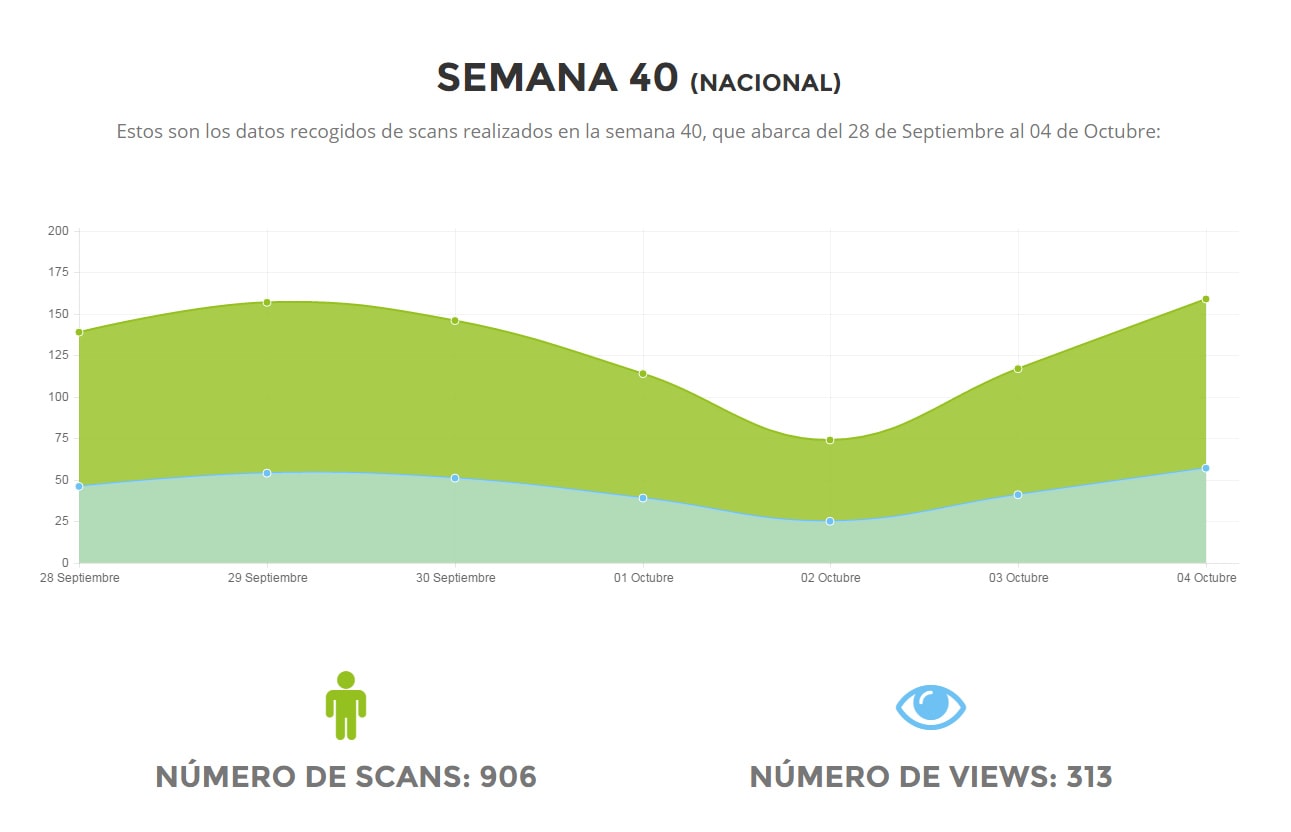 SEMANA 40 (NACIONAL)
Estos son los datos recogidos de scans realizados en la semana 40, que abarca del 28 de Septiembre al 04 de Octubre:
200
175
150
125
100
75
50
25
0
28 Septiembre 29 Septiembre 30 Septiembre 01 Octubre 02 Octubre 03 Octubre 04 Octubre
NÚMERO DE SCANS: 906 NÚMERO DE VIEWS: 313